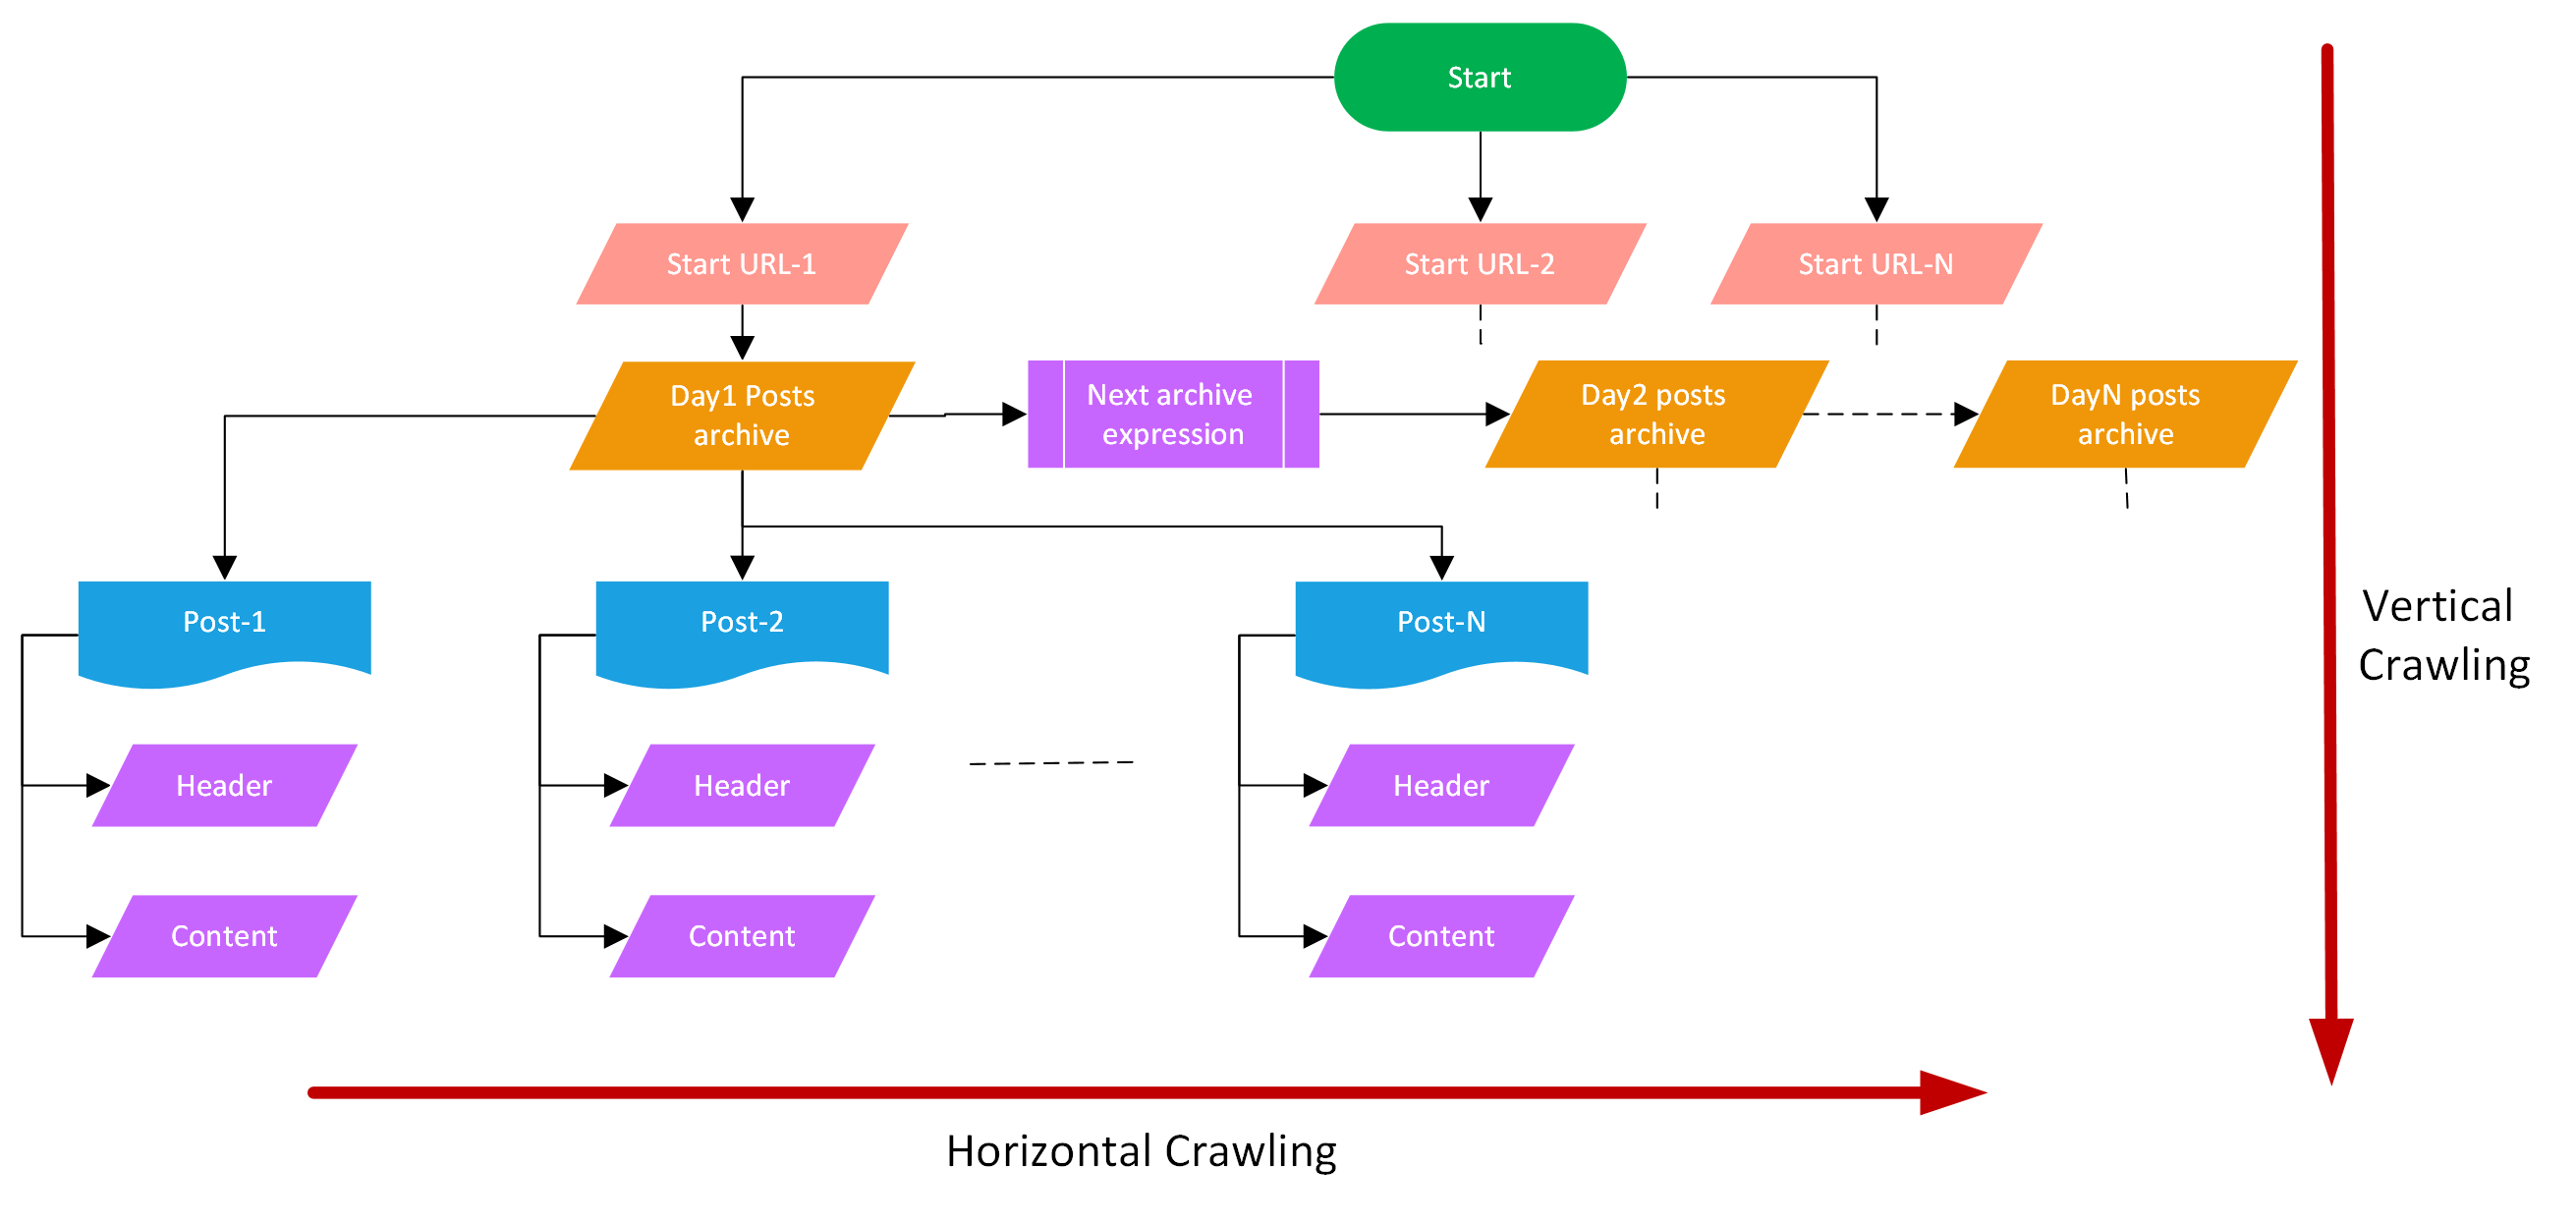 Start
Start URL-1
Start URL-2
Start URL-N
Day1 Posts
archive
Next archive
expression
Day2 posts
archive
DayN posts
archive
Post-1
Post-2
Post-N
Vertical
Crawling
Header
Header
Header
Content
Content
Content
Horizontal Crawling